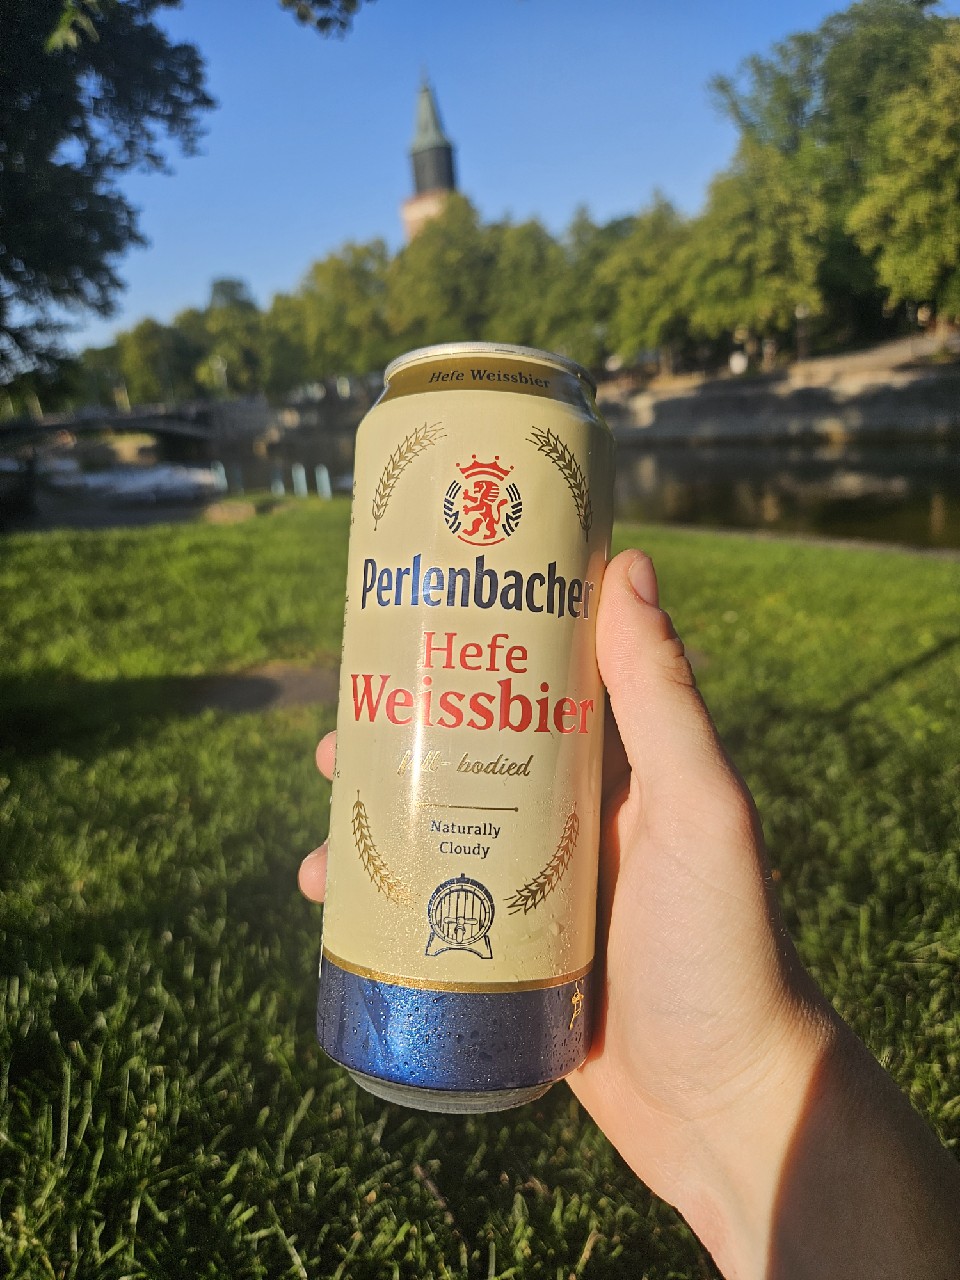 Hefe Weissbier
Perlenbacher
Hefe
Weissbier
full-bodied
Naturally
Cloudy